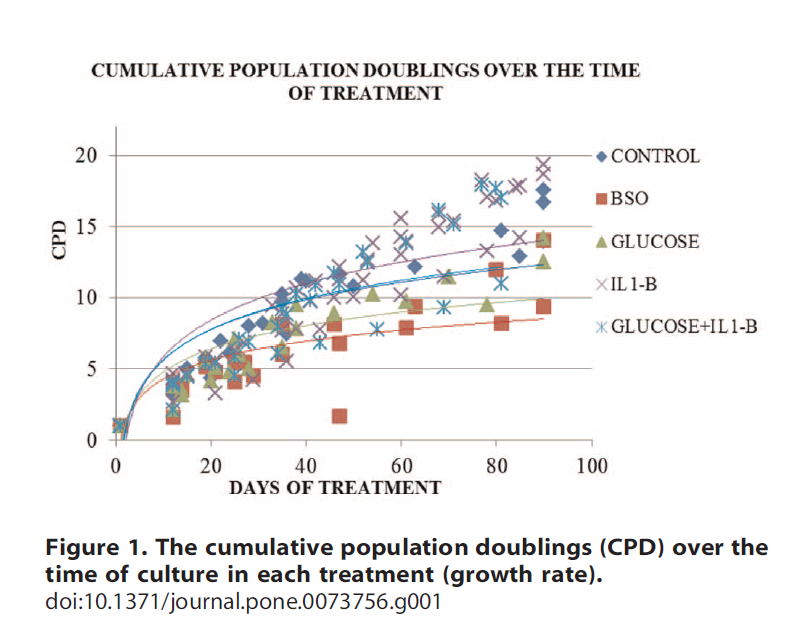 CUMULATIVE POPULATION DOUBLINGS OVER THE TIME
OF TREATMENT
CPD
20
15
10
5
0
0 20 40 60 80 100
DAYS OF TREATMENT
CONTROL
BSO
GLUCOSE
IL1-B
GLUCOSE+IL1-B
Figure 1. The cumulative population doublings (CPD) over the
time of culture in each treatment (growth rate).
doi:10.1371/journal.pone.0073756.g001